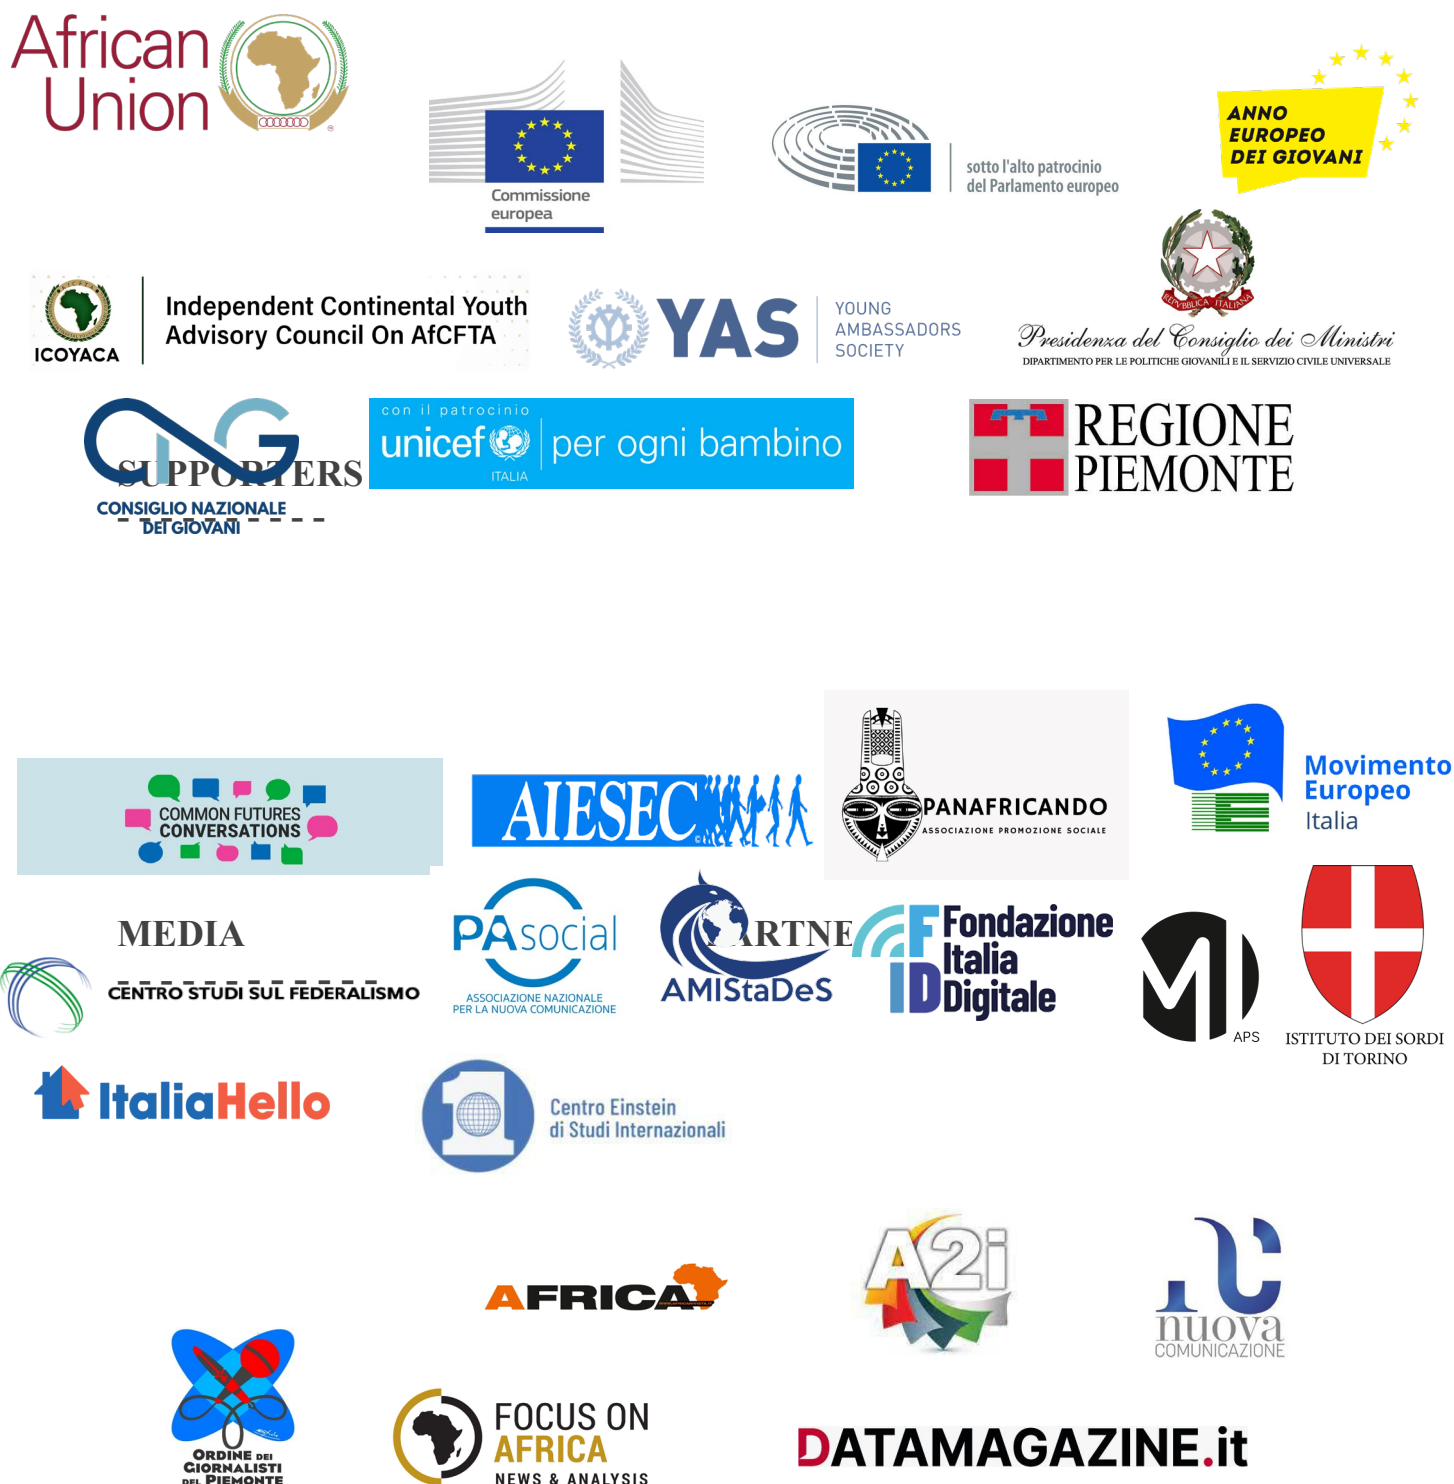 African
Union
Commissione
europea
sotto l'alto patrocinio
del Parlamento europeo
ANNO
EUROPEO
DEI GIOVANI
ICOYACA
Independent Continental Youth
Advisory Council On AfCFTA
YAS
YOUNG
AMBASSADORS
SOCIETY
REPVBBLICA ITALIANA
Presidenza del Consiglio dei Ministri
DIPARTIMENTO PER LE POLITICHE GIOVANILI E IL SERVIZIO CIVILE UNIVERSALE
CNG
SUPPORTERS
CONSIGLIO NAZIONALE
DEI GIOVANI
con il patrocinio
unicef
ITALIA
per ogni bambino
REGIONE
PIEMONTE
COMMON FUTURES
CONVERSATIONS
AIESEC
PANAFRICANDO
ASSOCIAZIONE PROMOZIONE SOCIALE
Movimento
Europeo
Italia
MEDIA
CENTRO STUDI SUL FEDERALISMO
PAsocial
ASSOCIAZIONE NAZIONALE
PER LA NUOVA COMUNICAZIONE
AMIStaDeS
FID
Fondazione
Italia
Digitale
APS
ISTITUTO DEI SORDI
DI TORINO
ItaliaHello
1
Centro Einstein
di Studi Internazionali
AFRICA
A2i
nuova
COMUNICAZIONE
ORDINE DEI
GIORNALISTI
DEL PIEMONTE
FOCUS ON
AFRICA
NEWS & ANALYSIS
DATAMAGAZINE.it